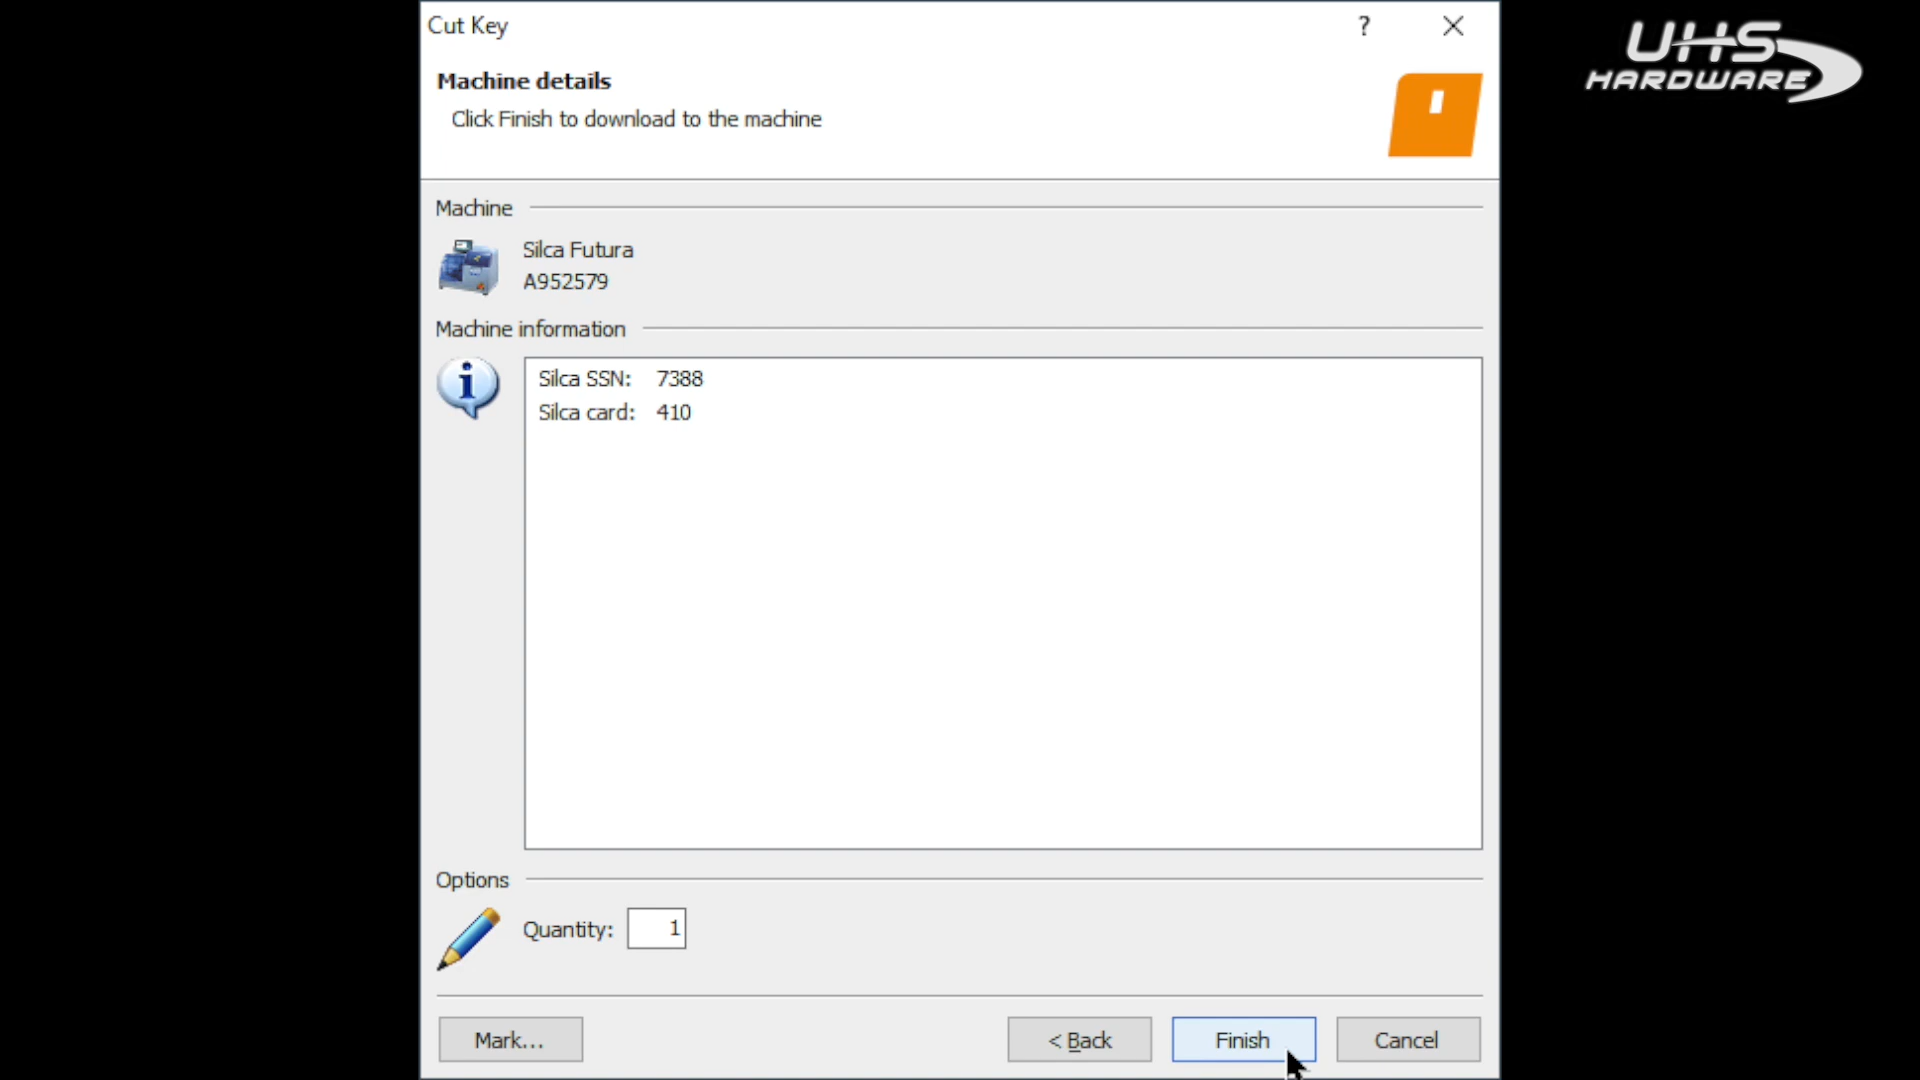 Cut Key
?
UHS
HARDWARE
Machine details
Click Finish to download to the machine
Machine
Silca Futura
A952579
Machine information
Silca SSN: 7388
Silca card: 410
Options
Quantity: 1
Mark...
< Back
Finish
Cancel